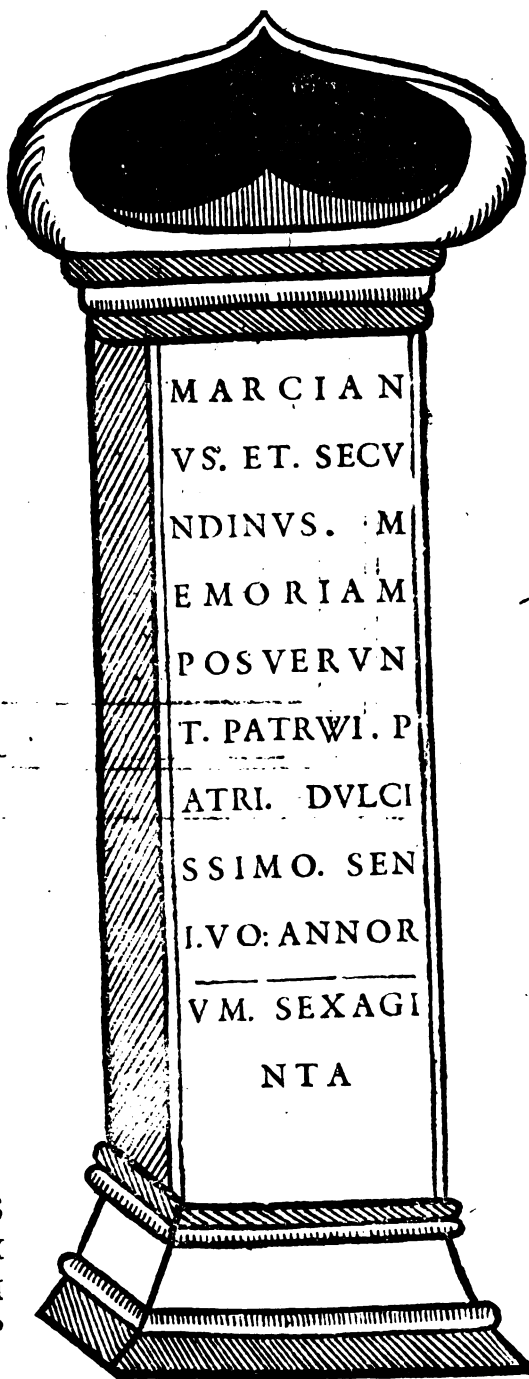 MARCIAN
VS. ET. SECV
NDINVS. M
EMORIAM
POSVERVN
T. PATRWI. P
ATRI. DVLCI
SSIMO. SEN
I.VO: ANNOR
VM. SEXAGI
NTA